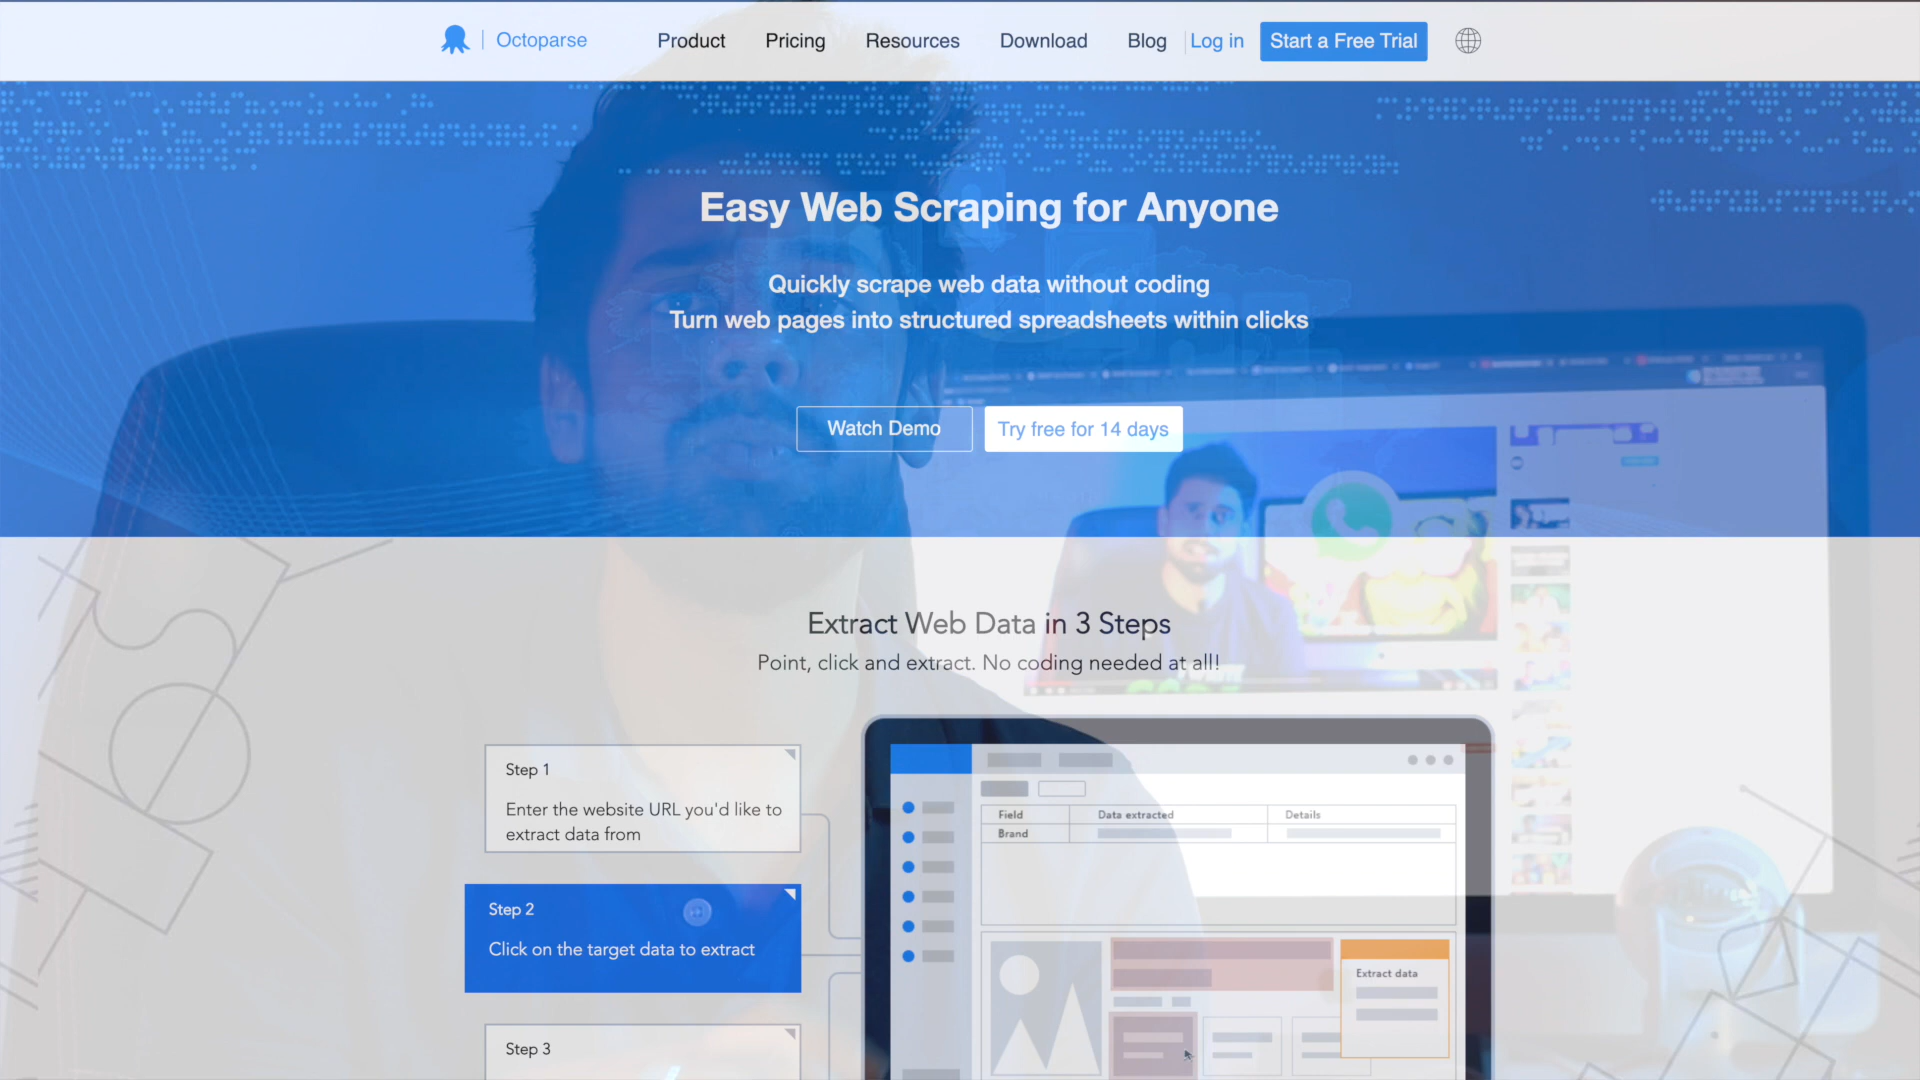 Octoparse
Product
Pricing
Resources
Download
Blog
Log in
Start a Free Trial
Easy Web Scraping for Anyone
Quickly scrape web data without coding
Turn web pages into structured spreadsheets within clicks
Watch Demo
Try free for 14 days
Extract Web Data in 3 Steps
Point, click and extract. No coding needed at all!
Step 1
Enter the website URL you'd like to
extract data from
Step 2
Click on the target data to extract
Step 3
Field
Data extracted
Details
Brand
Extract data